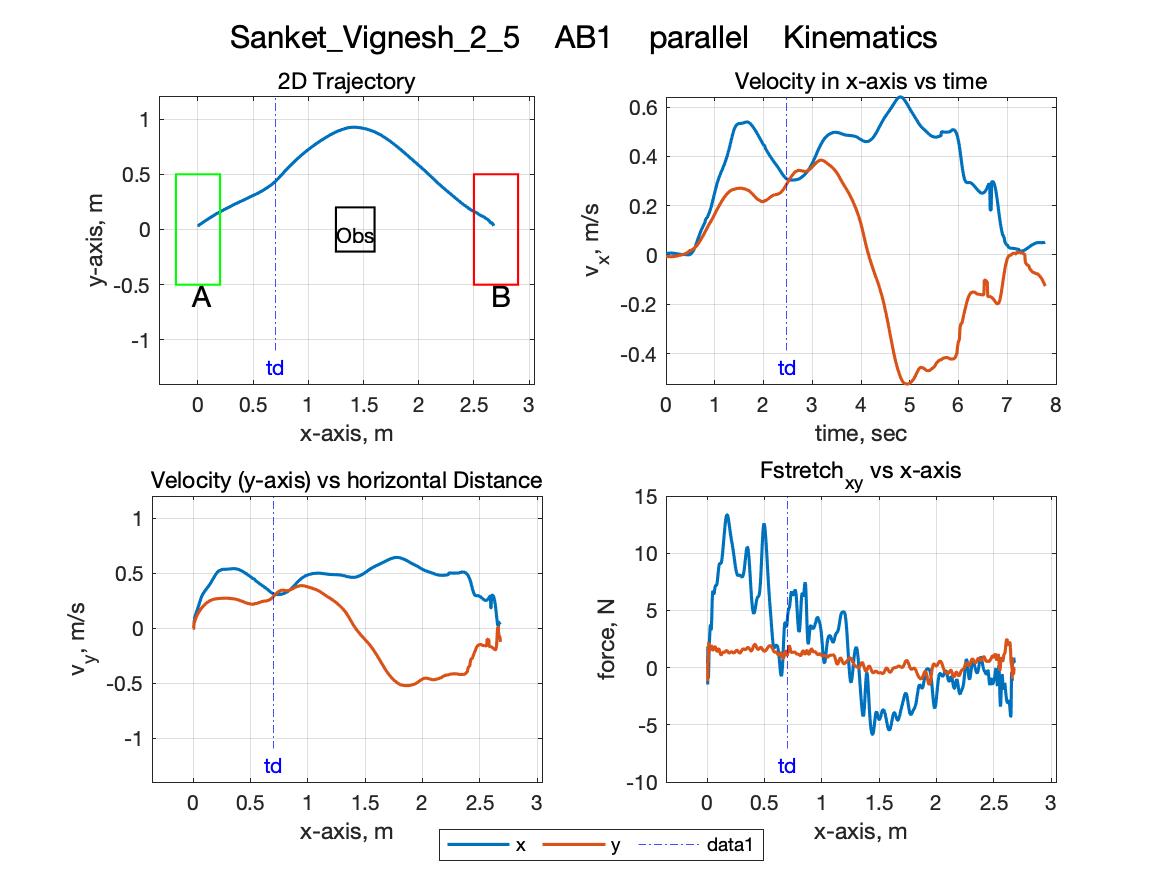 Sanket_Vignesh_2_5 AB1 parallel Kinematics
2D Trajectory
1
0.5
0
-0.5
-1
y-axis, m
A
Obs
B
td
0 0.5 1 1.5 2 2.5 3
x-axis, m
Velocity in x-axis vs time
0.6
0.4
0.2
0
-0.2
-0.4
vx, m/s
td
0 1 2 3 4 5 6 7 8
time, sec
Velocity (y-axis) vs horizontal Distance
1
0.5
0
-0.5
-1
vy, m/s
td
0 0.5 1 1.5 2 2.5 3
x-axis, m
Fstretchxy vs x-axis
15
10
5
0
-5
-10
force, N
td
0 0.5 1 1.5 2 2.5 3
x-axis, m
x y data1